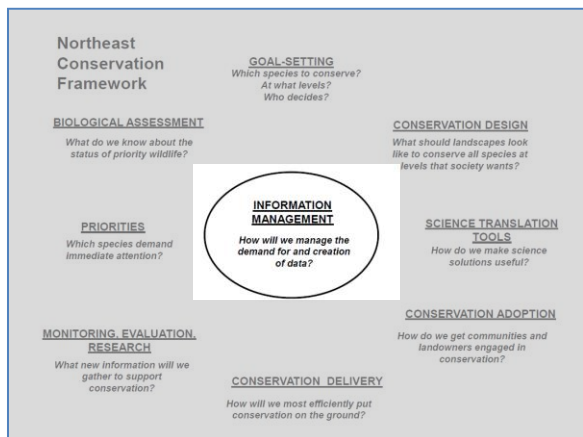 Northeast
Conservation
Framework
GOAL-SETTING
Which species to conserve?
At what levels?
Who decides?
BIOLOGICAL ASSESSMENT
What do we know about the
status of priority wildlife?
CONSERVATION DESIGN
What should landscapes look
like to conserve all species at
levels that society wants?
INFORMATION
MANAGEMENT
How will we manage the
demand for and creation
of data?
PRIORITIES
Which species demand
immediate attention?
SCIENCE TRANSLATION
TOOLS
How do we make science
solutions useful?
CONSERVATION ADOPTION
How do we get communities and
landowners engaged in
conservation?
MONITORING, EVALUATION,
RESEARCH
What new information will we
gather to support
conservation?
CONSERVATION DELIVERY
How will we most efficiently put
conservation on the ground?